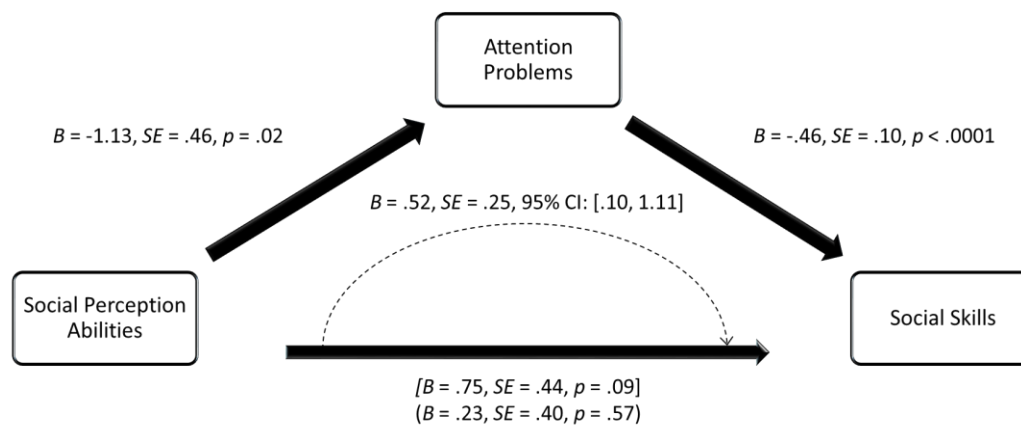 Attention
Problems
B = -1.13, SE = .46, p = .02
B = -.46, SE = .10, p < .0001
B = .52, SE = .25, 95% CI: [.10, 1.11]
Social Perception
Abilities
Social Skills
[B = .75, SE = .44, p = .09]
(B = .23, SE = .40, p = .57)